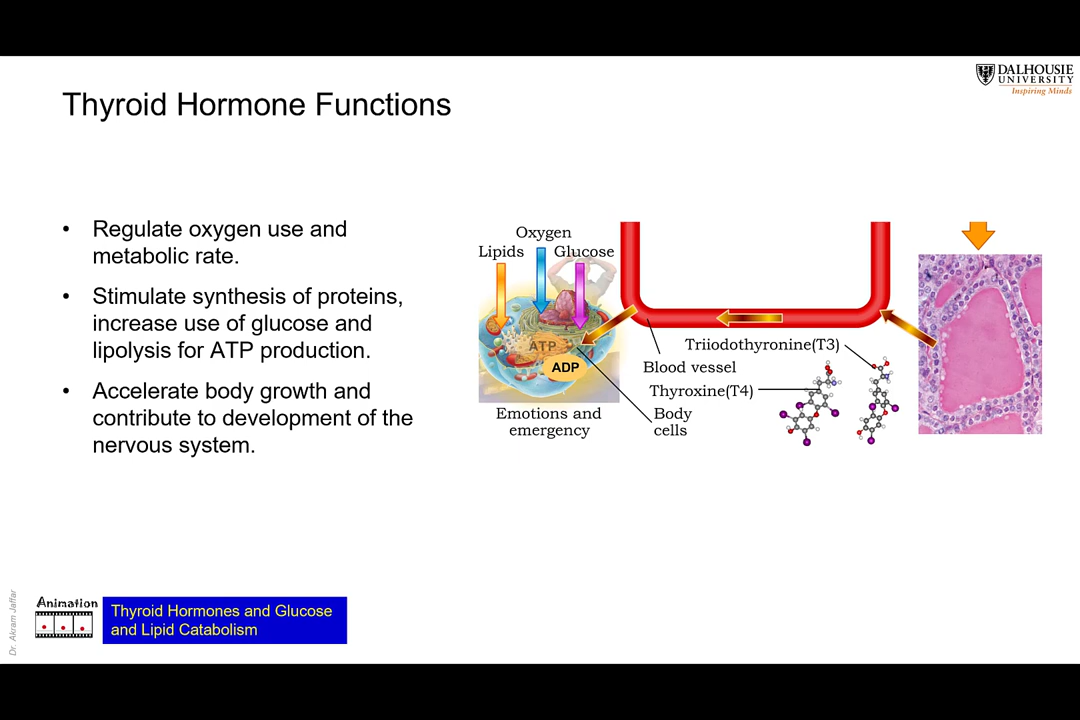 DALHOUSIE
UNIVERSITY
Inspiring Minds
Thyroid Hormone Functions
• Regulate oxygen use and
metabolic rate.
• Stimulate synthesis of proteins,
increase use of glucose and
lipolysis for ATP production.
• Accelerate body growth and
contribute to development of the
nervous system.
Oxygen
Lipids
Glucose
ATP
ADP
Emotions and
emergency
Triiodothyronine(T3)
Blood vessel
Thyroxine(T4)
Body
cells
Animation
Thyroid Hormones and Glucose
and Lipid Catabolism
Dr. Akram Jaffar